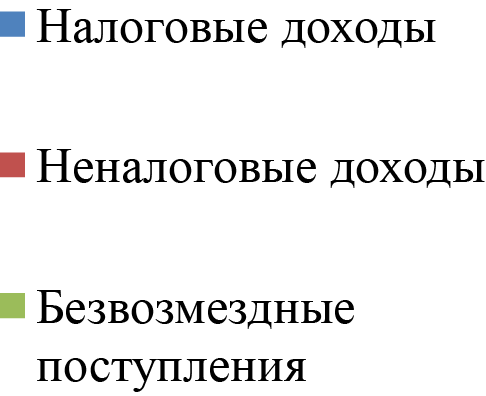 Налоговые доходы
Неналоговые доходы
Безвозмездные
поступления